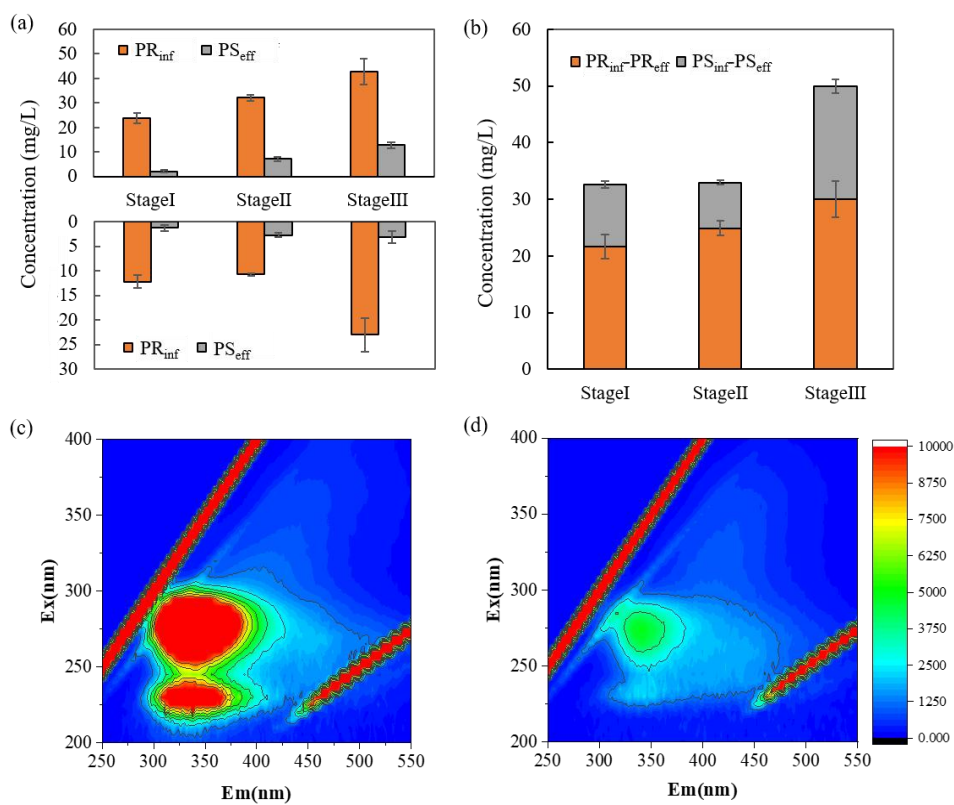 (a)
60
50
40
30
20
10
0
PRinf PSeff
StageI StageII StageIII
0
5
10
15
20
25
30
PRinf PSeff
Concentration (mg/L)
(b)
60
50
40
30
20
10
0
PRinf-PReff PSinf-PSeff
Concentration (mg/L)
StageI StageII StageIII
(c)
400
350
300
250
200
Ex(nm)
250 300 350 400 450 500 550
Em(nm)
(d)
400
350
300
250
200
Ex(nm)
250 300 350 400 450 500 550
Em(nm)
10000
8750
7500
6250
5000
3750
2500
1250
0.000